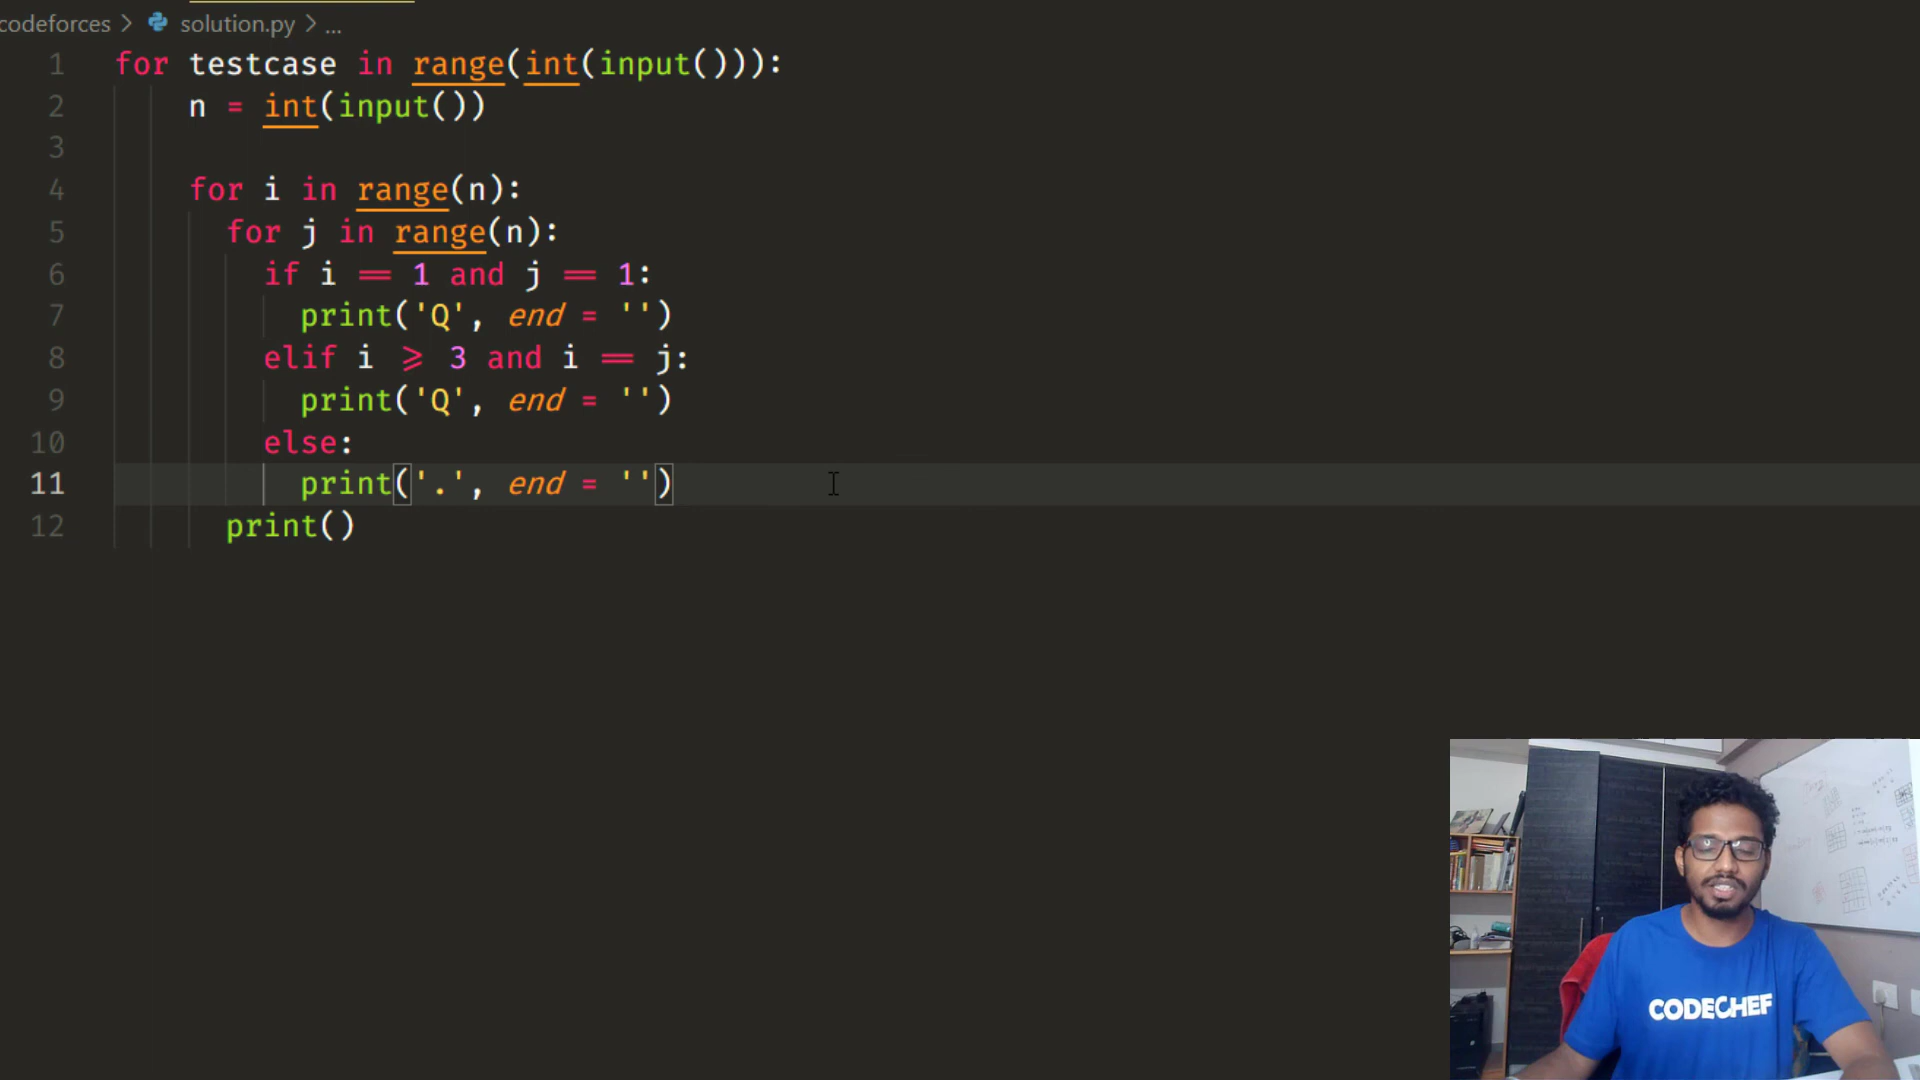 codeforces > solution.py > ...
1 for testcase in range(int(input())):
2 n = int(input())
3
4 for i in range(n):
5 for j in range(n):
6 if i == 1 and j == 1:
7 print('Q', end = '')
8 elif i >= 3 and i == j:
9 print('Q', end = '')
10 else:
11 print('.', end = '')
12 print()
CODECHEF